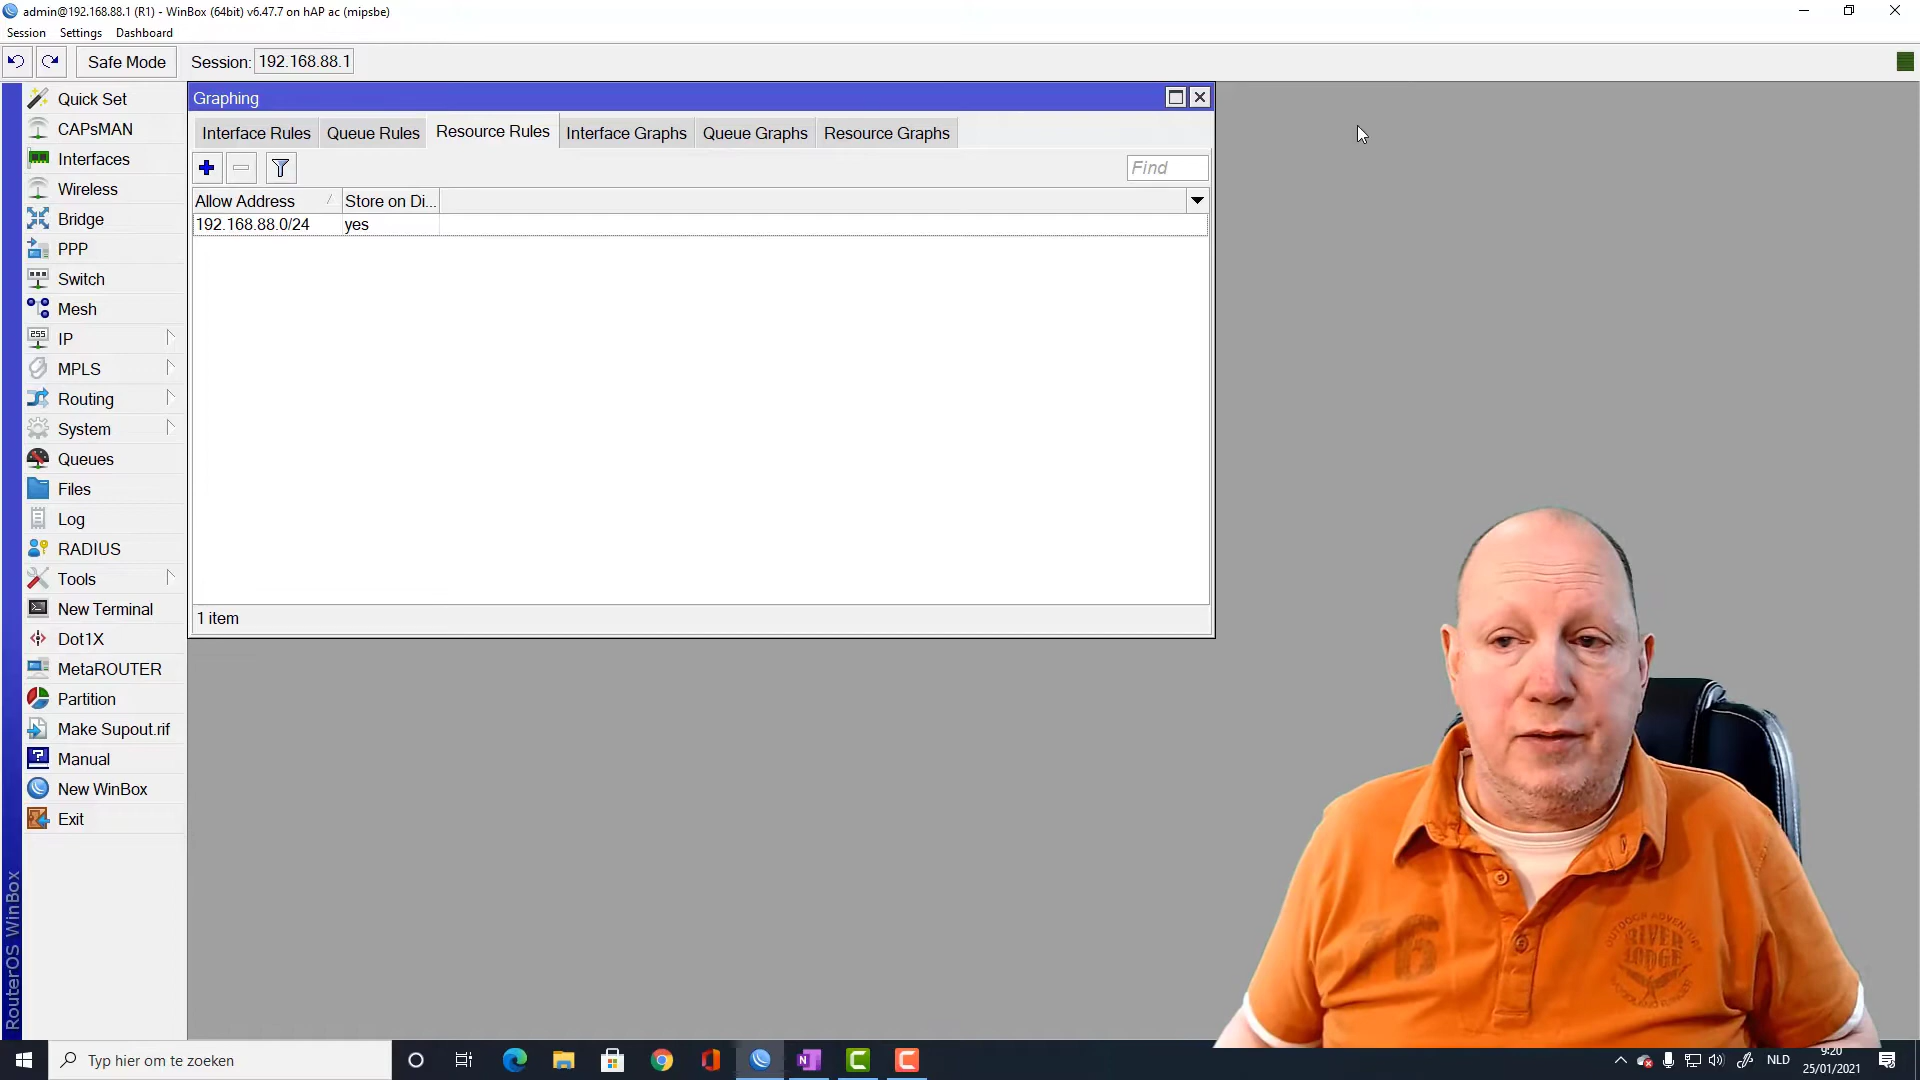 admin@192.168.88.1 (R1) - WinBox (64bit) v6.47.7 on hAP ac (mipsbe)
Session Settings Dashboard
Safe Mode Session: 192.168.88.1
Quick Set
CAPsMAN
Interfaces
Wireless
Bridge
PPP
Switch
Mesh
IP
MPLS
Routing
System
Queues
Files
Log
RADIUS
Tools
New Terminal
Dot1X
MetaROUTER
Partition
Make Supout.rif
Manual
New WinBox
Exit
RouterOS WinBox
Graphing
Interface Rules Queue Rules Resource Rules Interface Graphs Queue Graphs Resource Graphs
Find
Allow Address Store on Di...
192.168.88.0/24 yes
1 item
76
OUTDOOR ADVENTURE
RIVER
LODGE
Typ hier om te zoeken
NLD
9:20
25/01/2021